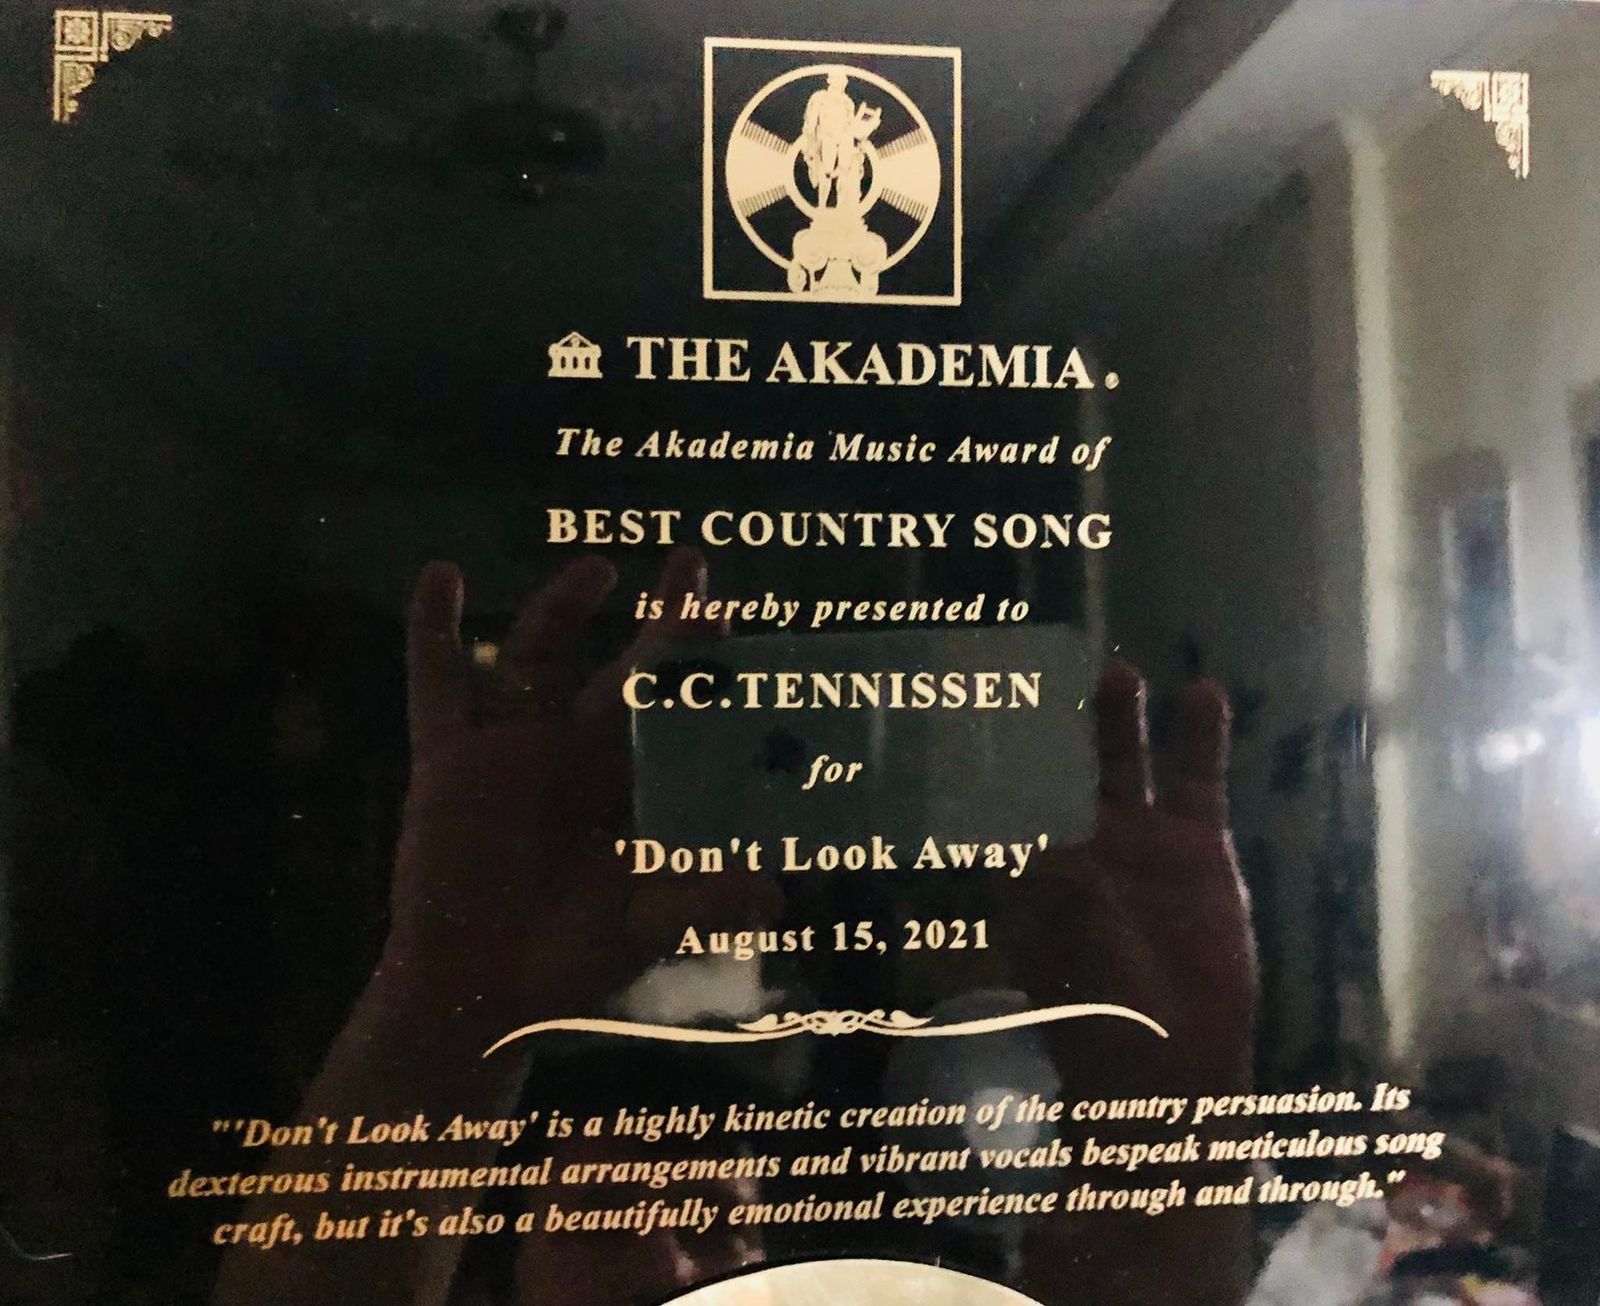 THE AKADEMIA®
The Akademia Music Award of
BEST COUNTRY SONG
is hereby presented to
C.C.TENNISSEN
for
'Don't Look Away'
August 15, 2021
"'Don't Look Away' is a highly kinetic creation of the country persuasion. Its
dexterous instrumental arrangements and vibrant vocals bespeak meticulous song
craft, but it's also a beautifully emotional experience through and through."